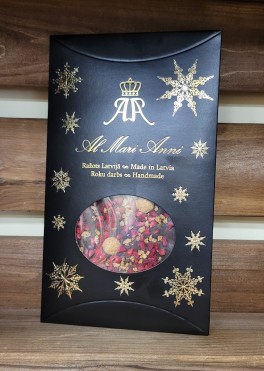 AR
Al Mari Anni
Ražots Latvijā Made in Latvia
Roku darbs Handmade